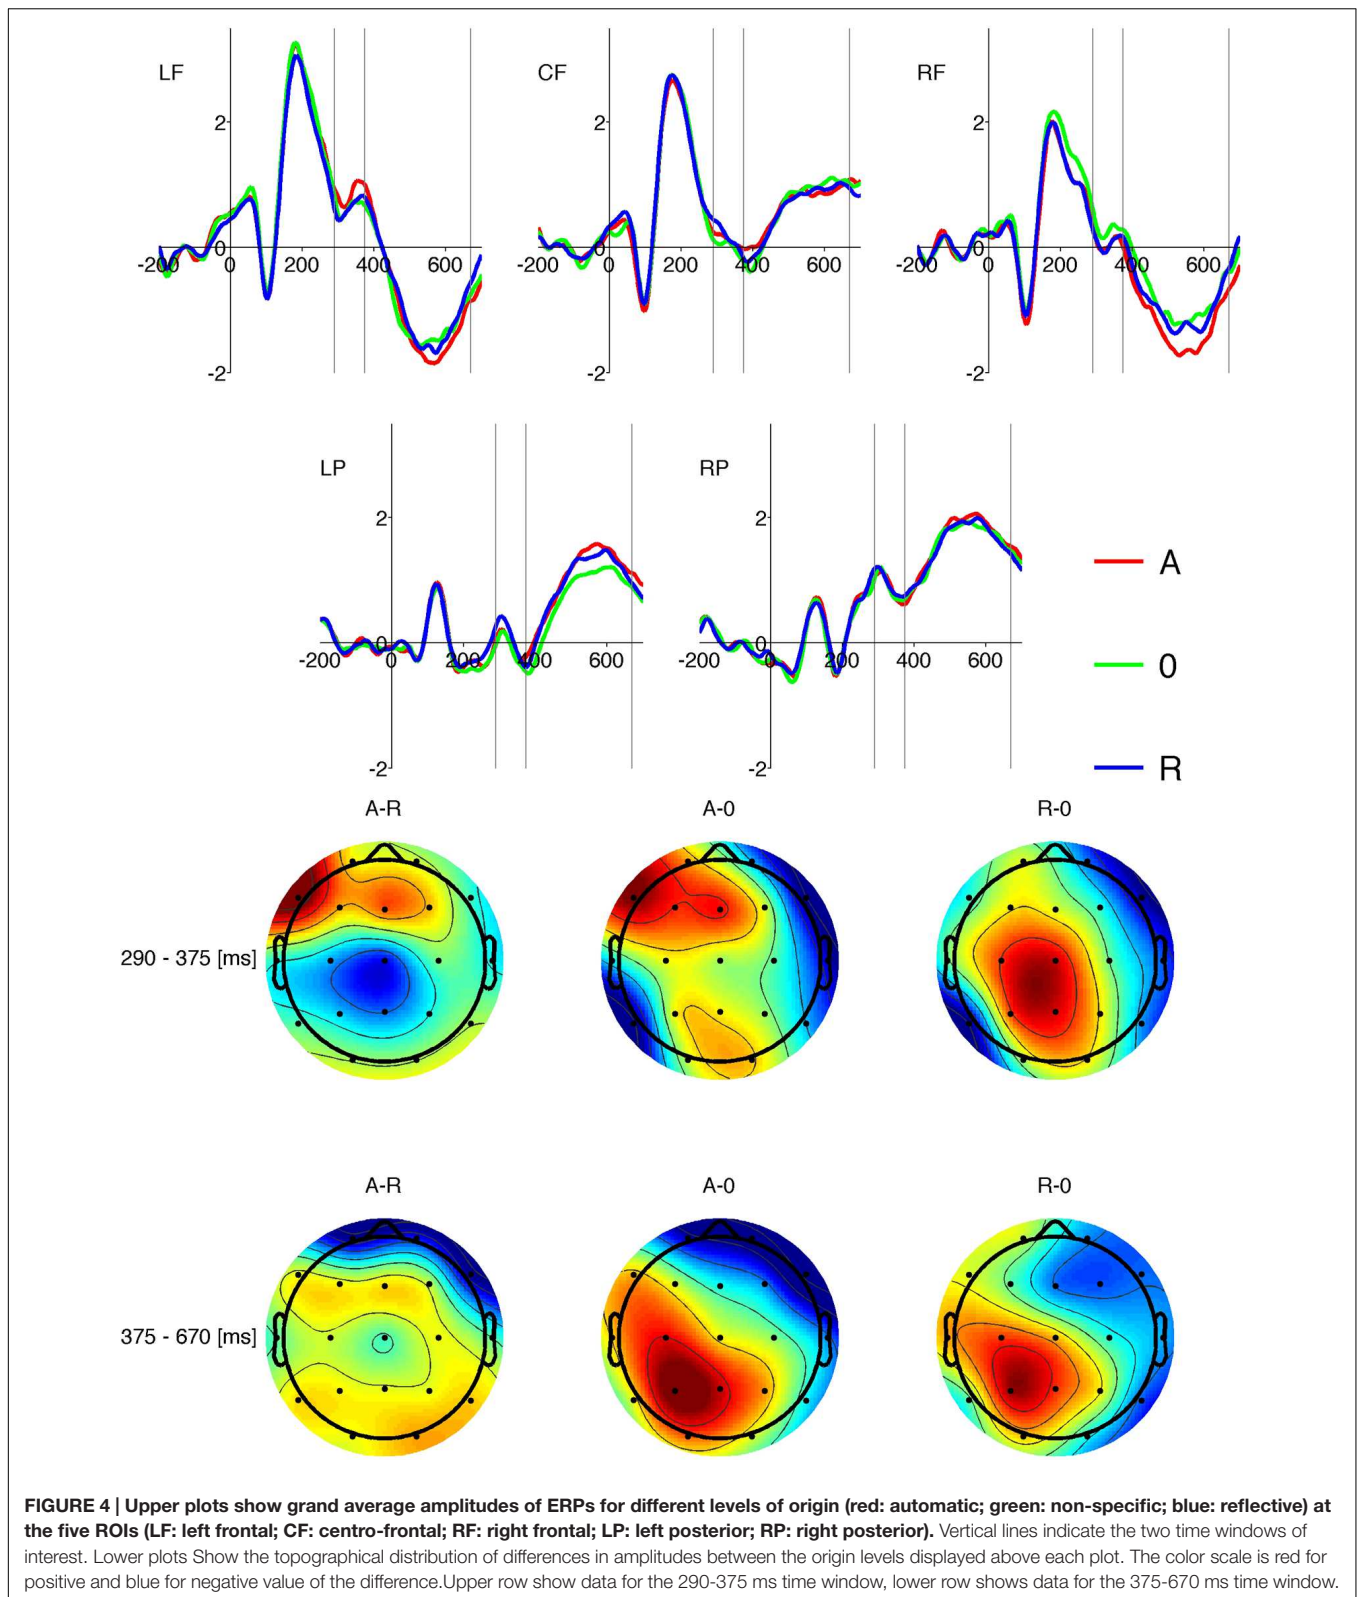 LF
CF
RF
2
2
2
0
0
0
-200 0 200 400 600
-200 0 200 400 600
-200 0 200 400 600
-2
-2
-2
LP
RP
2
2
0
0
-200 200 400 600
-200 0 200 400 600
-2
-2
A
0
R
A-R A-0 R-0
290 - 375 [ms]
A-R A-0 R-0
375 - 670 [ms]
FIGURE 4 | Upper plots show grand average amplitudes of ERPs for different levels of origin (red: automatic; green: non-specific; blue: reflective) at
the five ROIs (LF: left frontal; CF: centro-frontal; RF: right frontal; LP: left posterior; RP: right posterior). Vertical lines indicate the two time windows of
interest. Lower plots Show the topographical distribution of differences in amplitudes between the origin levels displayed above each plot. The color scale is red for
positive and blue for negative value of the difference.Upper row show data for the 290-375 ms time window, lower row shows data for the 375-670 ms time window.